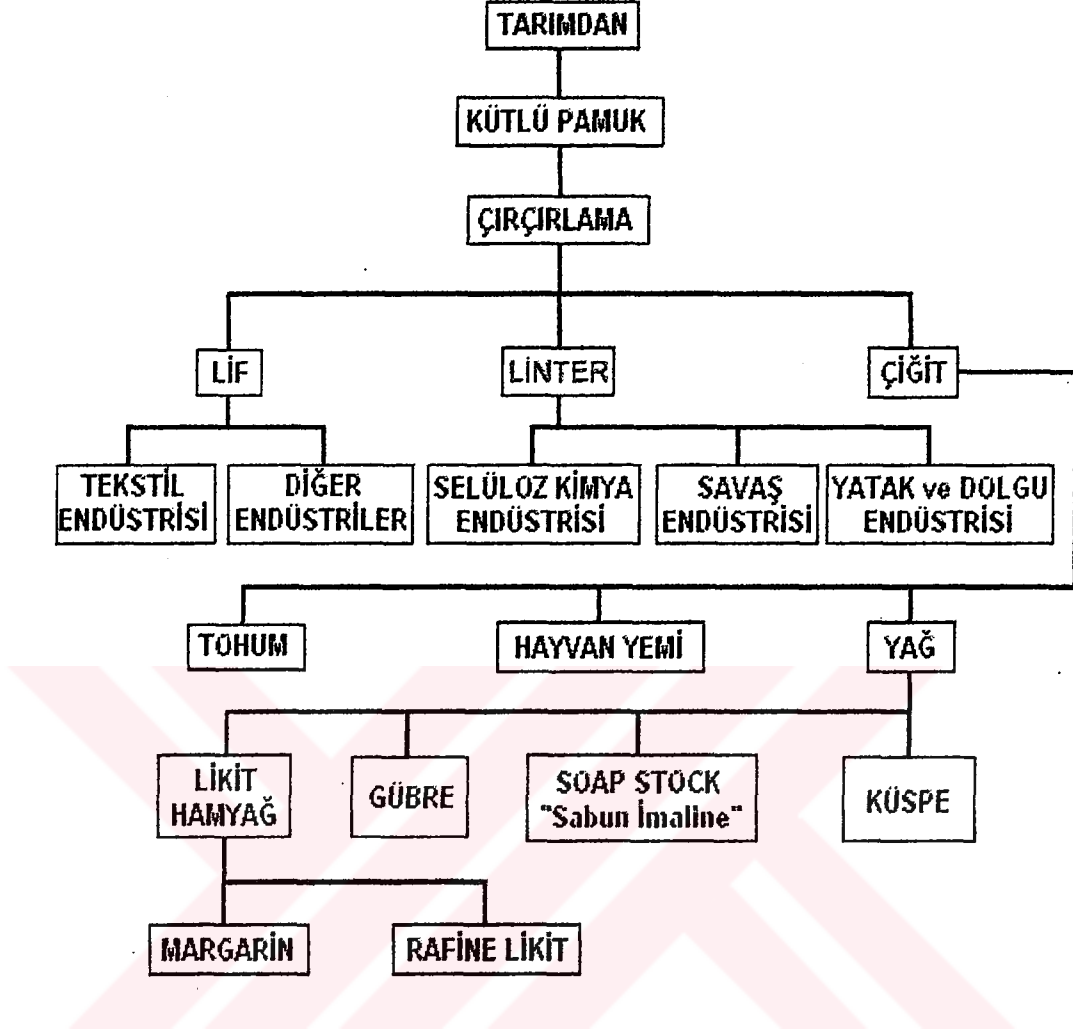 TARIMDAN
KÜTLÜ PAMUK
ÇIRÇIRLAMA
LİF
LİNTER
ÇİĞİT
TEKSTİL
ENDÜSTRİSİ
DİĞER
ENDÜSTRİLER
SELÜLOZ KİMYA
ENDÜSTRİSİ
SAVAŞ
ENDÜSTRİSİ
YATAK ve DOLGU
ENDÜSTRİSİ
TOHUM
HAYVAN YEMİ
YAĞ
LİKİT
HAMYAĞ
GÜBRE
SOAP STOCK
"Sabun İmaline"
KÜSPE
MARGARİN
RAFİNE LİKİT